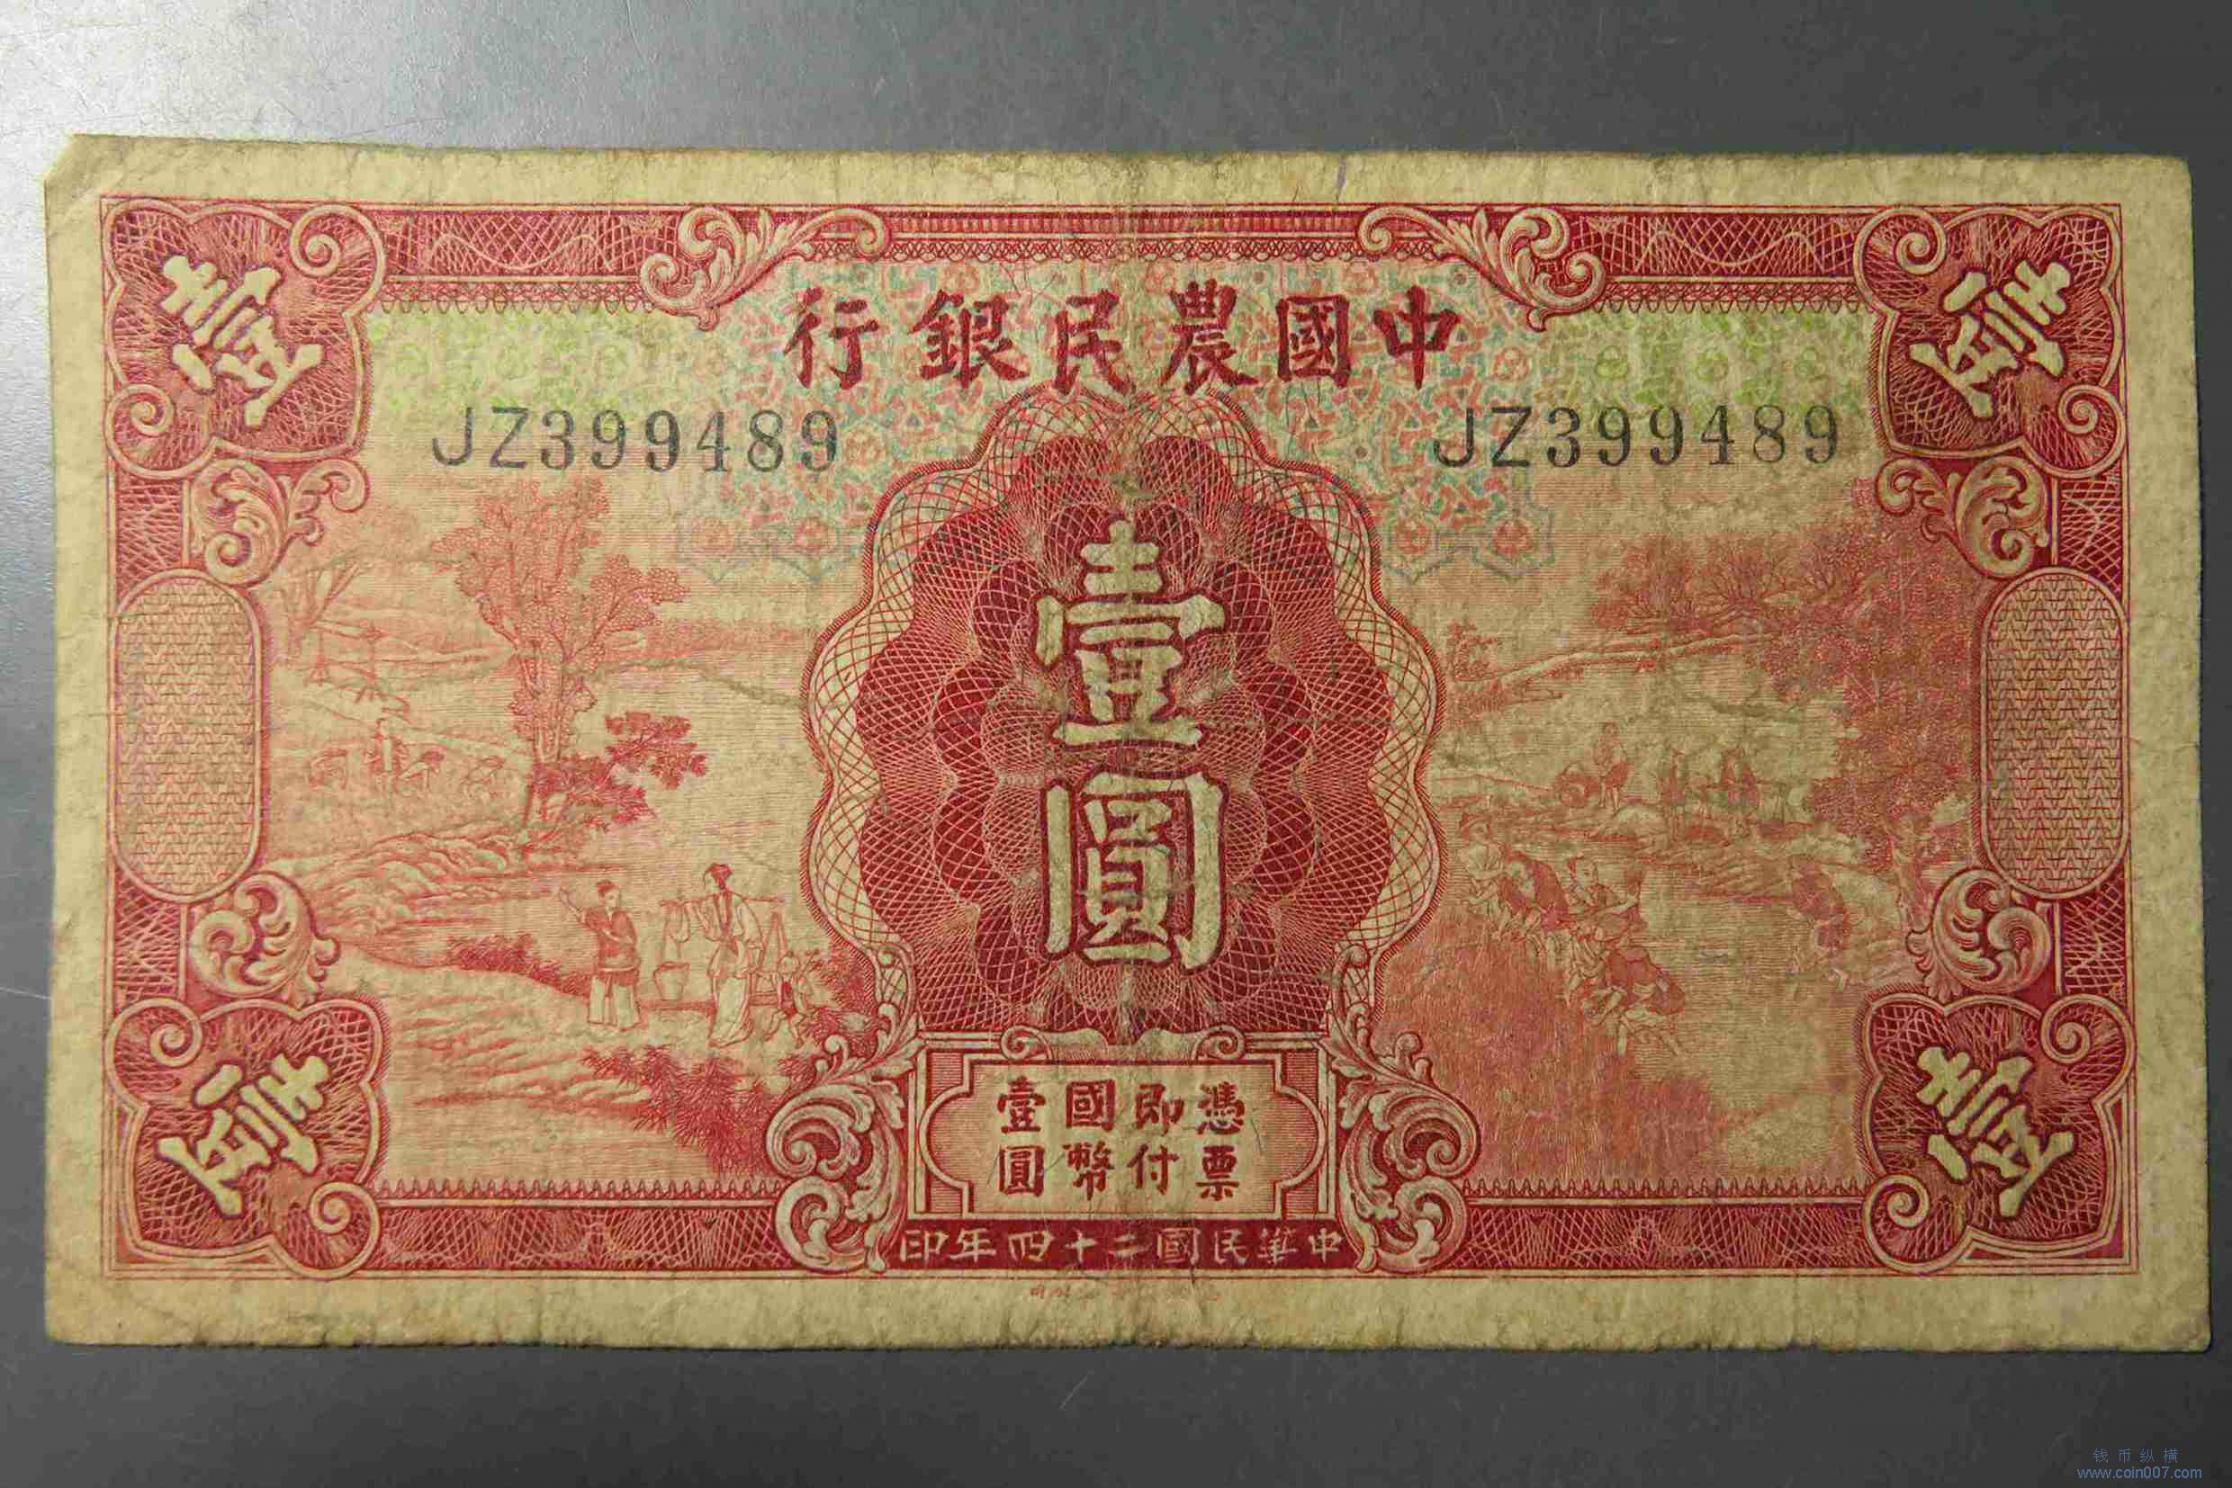 中國農民銀行
JZ399489
JZ399489
壹
壹
壹圓
憑票
即付
國幣
壹圓
壹
壹
中華民國二十四年印
钱币纵横
www.coin007.com